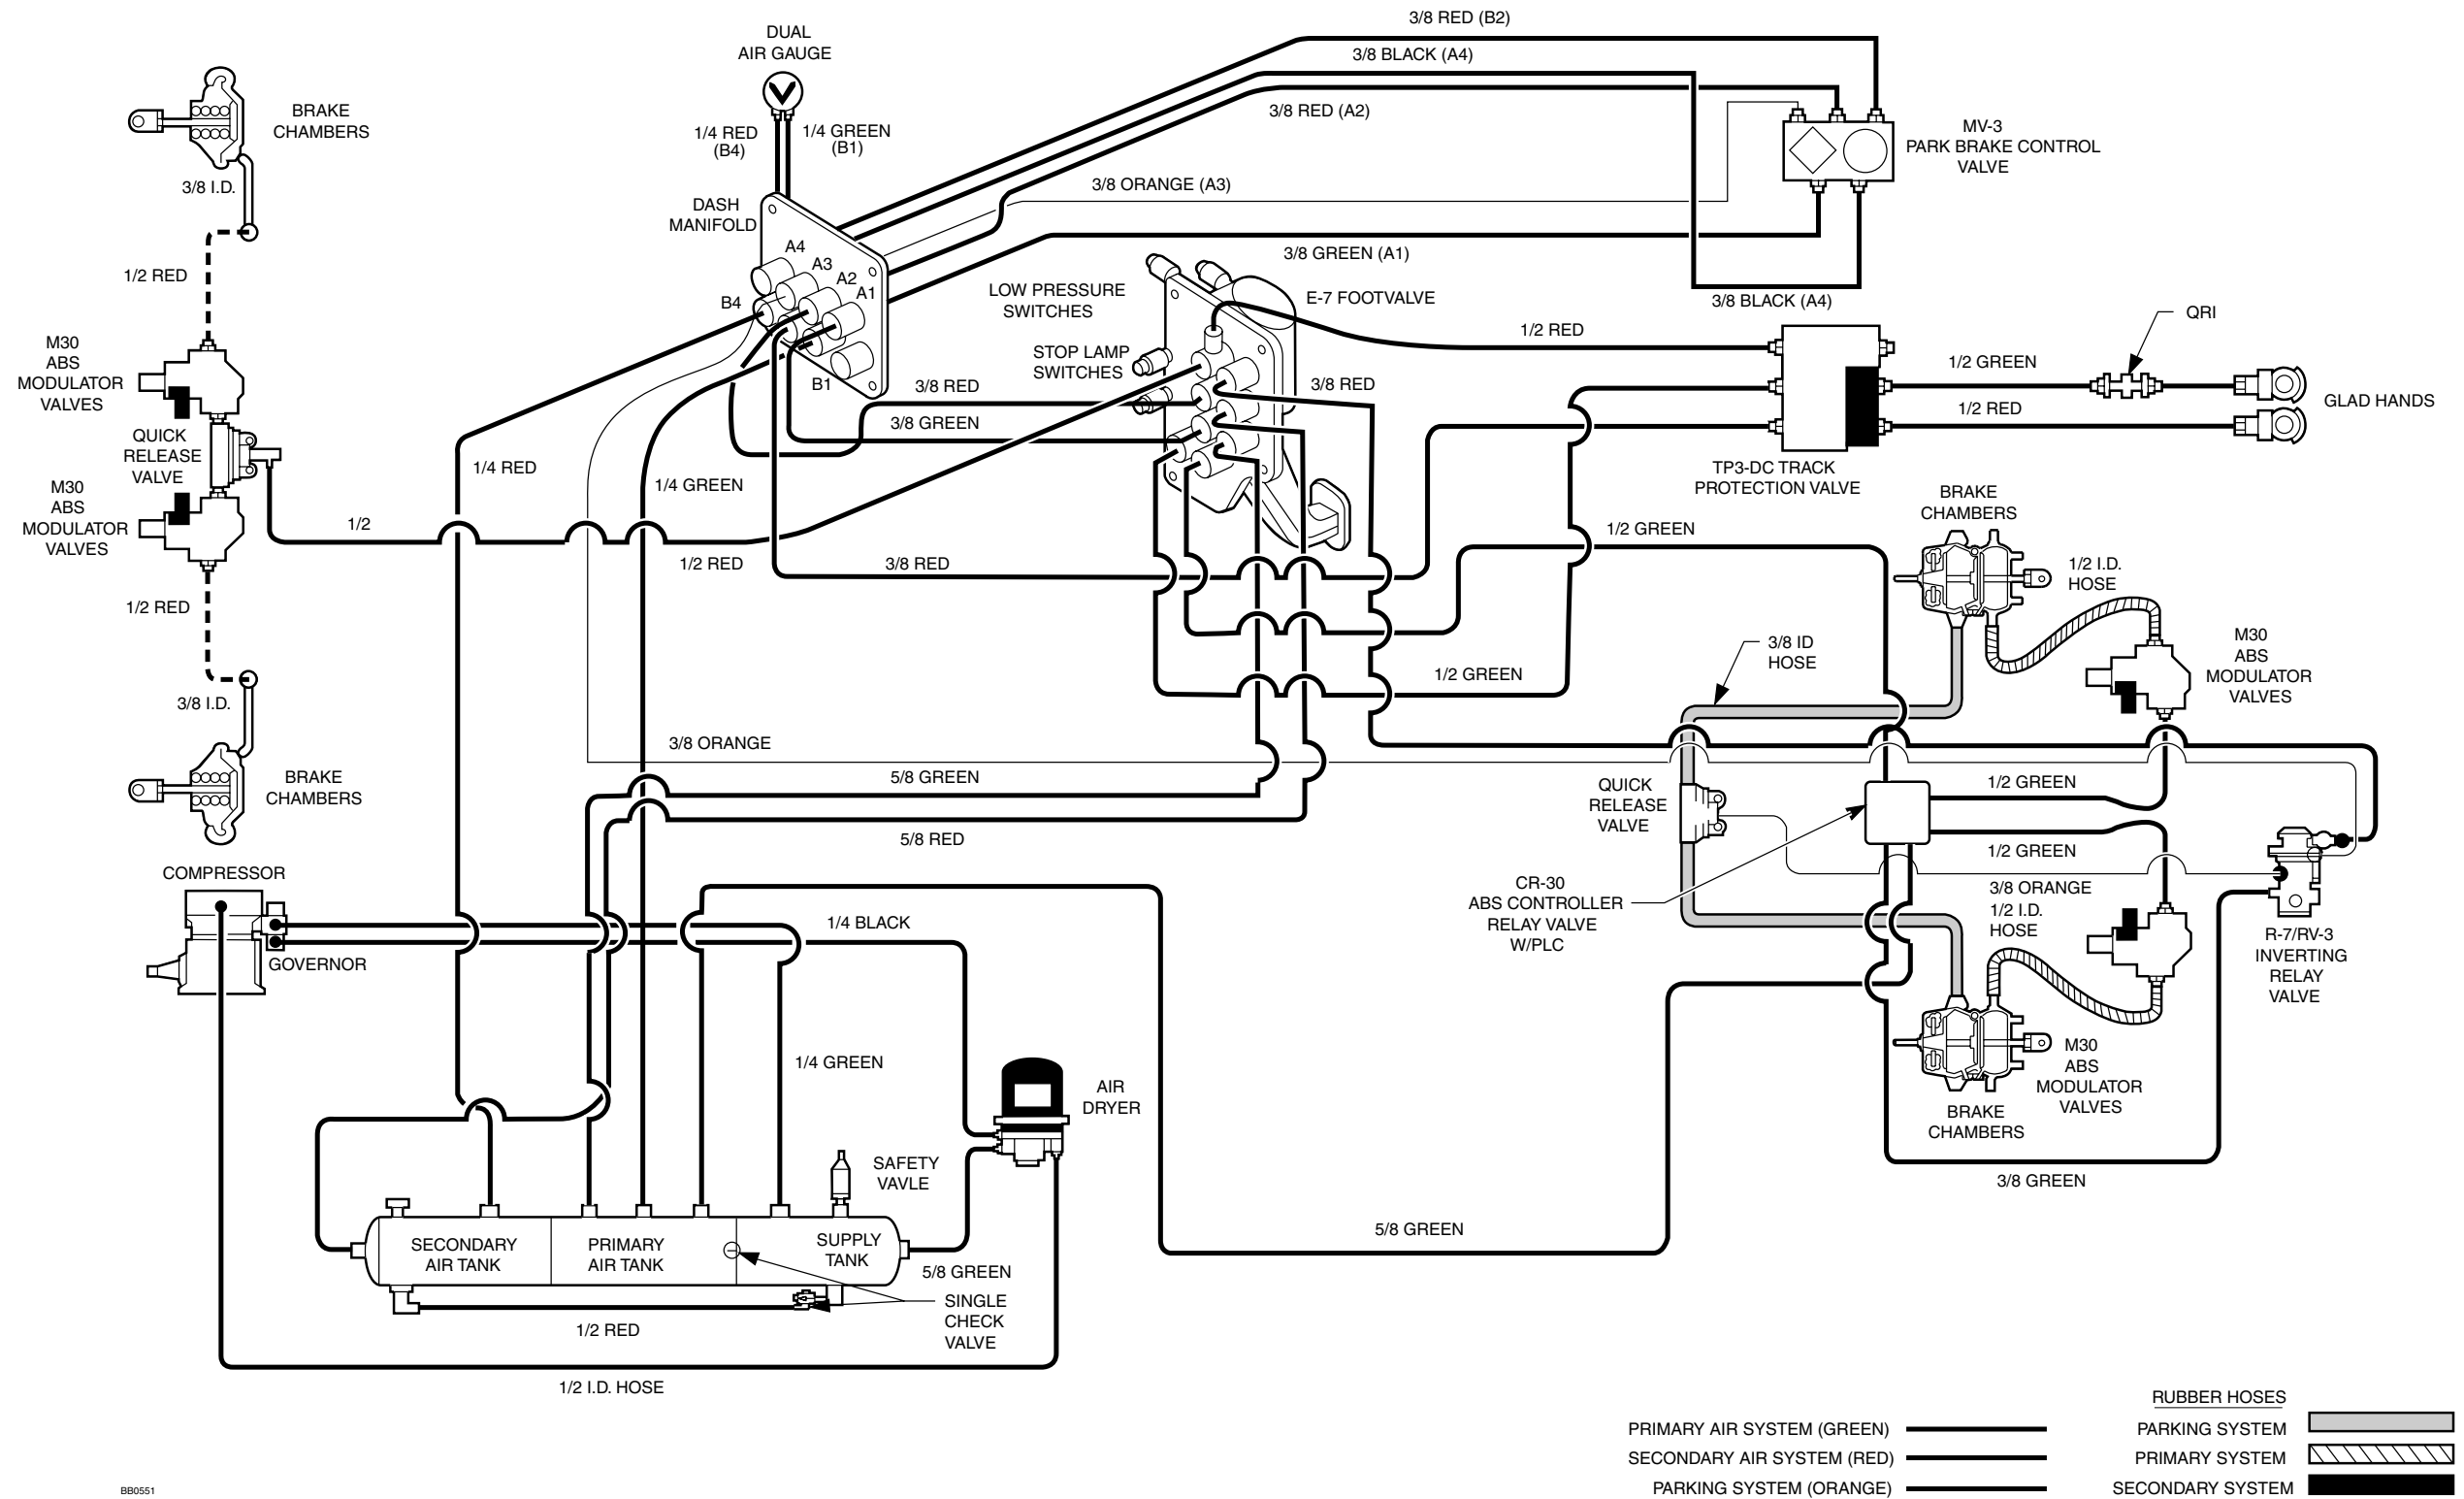 3/8 RED (B2)
DUAL
AIR GAUGE
3/8 BLACK (A4)
3/8 RED (A2)
BRAKE
CHAMBERS
1/4 RED
(B4)
1/4 GREEN
(B1)
MV-3
PARK BRAKE CONTROL
VALVE
3/8 I.D.
3/8 ORANGE (A3)
DASH
MANIFOLD
A4
A3
A2
A1
B4
B1
3/8 GREEN (A1)
1/2 RED
LOW PRESSURE
SWITCHES
E-7 FOOTVALVE
3/8 BLACK (A4)
QRI
M30
ABS
MODULATOR
VALVES
STOP LAMP
SWITCHES
1/2 RED
1/2 GREEN
3/8 RED
3/8 RED
GLAD HANDS
1/2 RED
3/8 GREEN
QUICK
RELEASE
VALVE
1/4 RED
1/4 GREEN
TP3-DC TRACK
PROTECTION VALVE
M30
ABS
MODULATOR
VALVES
BRAKE
CHAMBERS
1/2
1/2 GREEN
1/2 RED
3/8 RED
1/2 I.D.
HOSE
1/2 RED
3/8 ID
HOSE
M30
ABS
MODULATOR
VALVES
1/2 GREEN
3/8 I.D.
3/8 ORANGE
5/8 GREEN
BRAKE
CHAMBERS
QUICK
RELEASE
VALVE
1/2 GREEN
5/8 RED
1/2 GREEN
COMPRESSOR
CR-30
ABS CONTROLLER
RELAY VALVE
W/PLC
3/8 ORANGE
1/2 I.D.
HOSE
1/4 BLACK
R-7/RV-3
INVERTING
RELAY
VALVE
GOVERNOR
1/4 GREEN
AIR
DRYER
M30
ABS
MODULATOR
VALVES
BRAKE
CHAMBERS
SAFETY
VAVLE
3/8 GREEN
5/8 GREEN
SECONDARY
AIR TANK
PRIMARY
AIR TANK
SUPPLY
TANK
5/8 GREEN
SINGLE
CHECK
VALVE
1/2 RED
1/2 I.D. HOSE
RUBBER HOSES
PRIMARY AIR SYSTEM (GREEN)
PARKING SYSTEM
SECONDARY AIR SYSTEM (RED)
PRIMARY SYSTEM
PARKING SYSTEM (ORANGE)
SECONDARY SYSTEM
BB0551